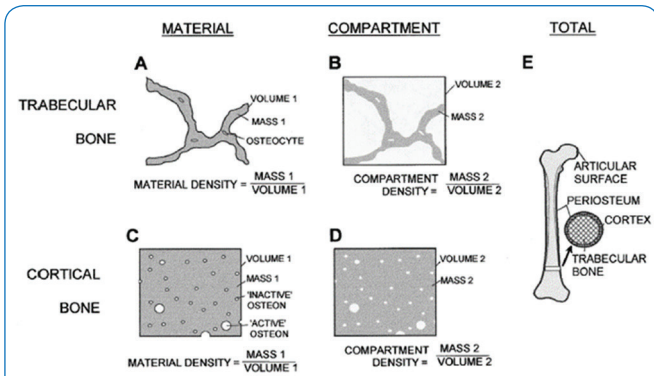 MATERIAL
COMPARTMENT
TOTAL
TRABECULAR
BONE
A
VOLUME 1
MASS 1
OSTEOCYTE
MATERIAL DENSITY = MASS 1
VOLUME 1
B
VOLUME 2
MASS 2
COMPARTMENT
DENSITY = MASS 2
VOLUME 2
E
ARTICULAR
SURFACE
PERIOSTEUM
CORTEX
TRABECULAR
BONE
CORTICAL
BONE
C
VOLUME 1
MASS 1
'INACTIVE'
OSTEON
'ACTIVE'
OSTEON
MATERIAL DENSITY = MASS 1
VOLUME 1
D
VOLUME 2
MASS 2
COMPARTMENT
DENSITY = MASS 2
VOLUME 2